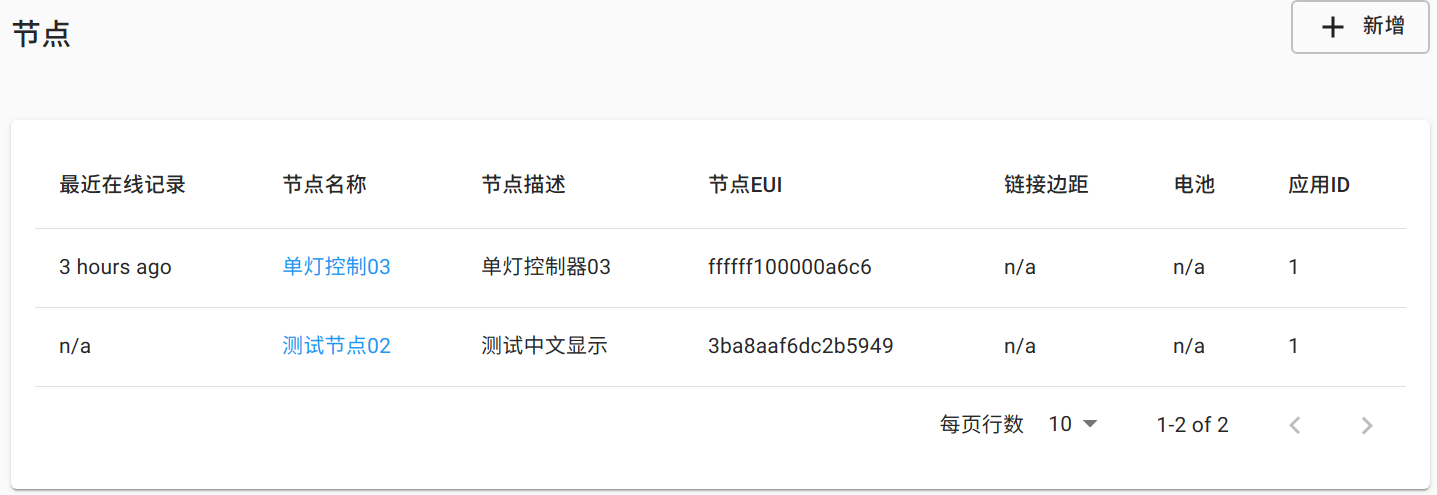 节点
新增
最近在线记录 节点名称 节点描述 节点EUI 链接边距 电池 应用ID
3 hours ago 单灯控制03 单灯控制器03 ffffff100000a6c6 n/a n/a 1
n/a 测试节点02 测试中文显示 3ba8aaf6dc2b5949 n/a n/a 1
每页行数 10 1-2 of 2